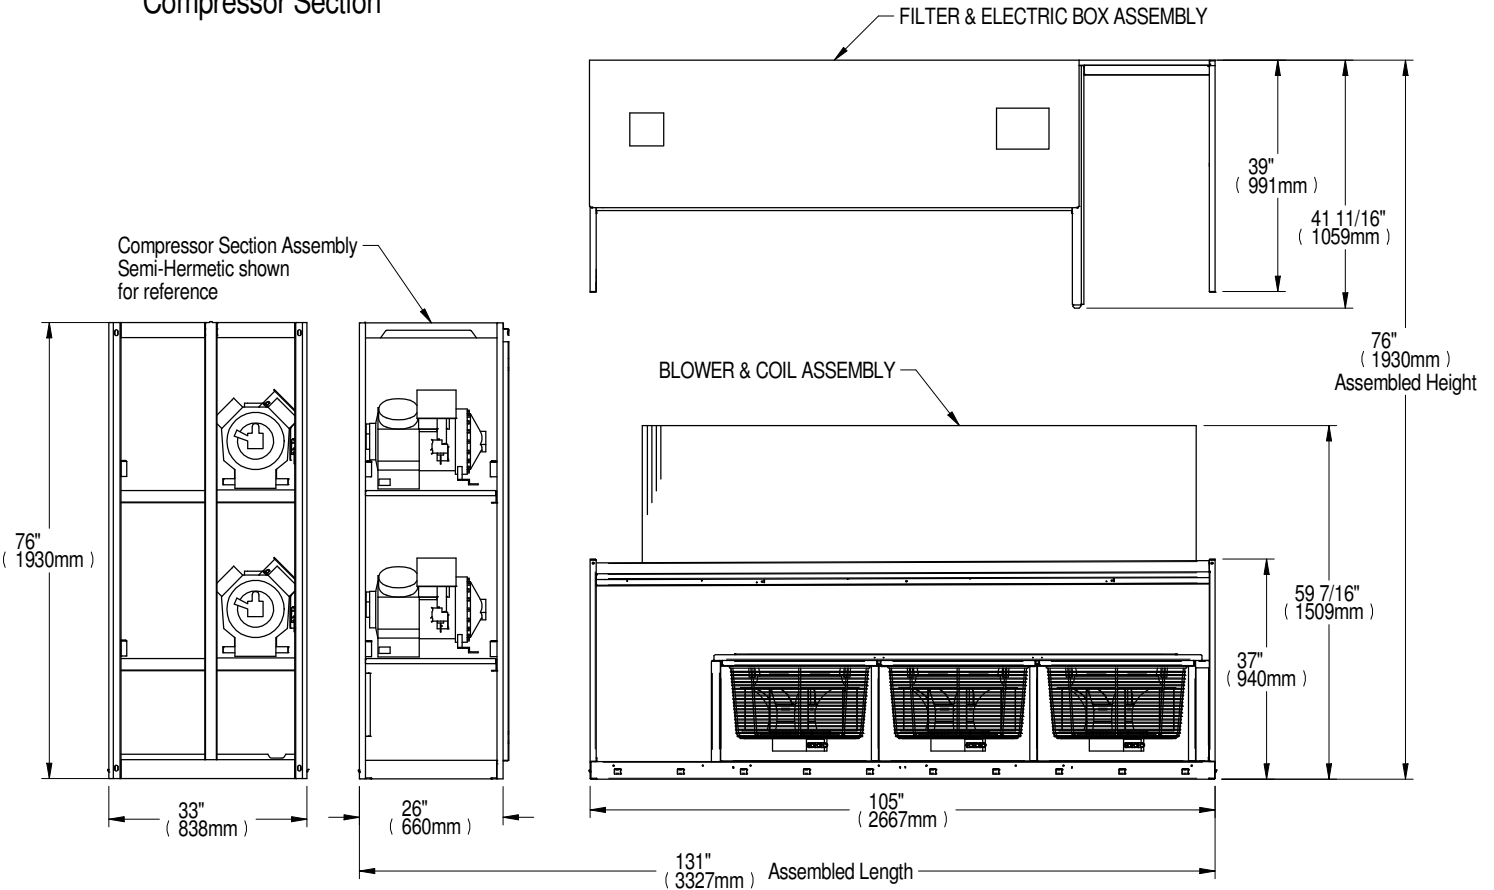 Compressor Section
FILTER & ELECTRIC BOX ASSEMBLY
39"
( 991mm )
41 11/16"
( 1059mm )
Compressor Section Assembly
Semi-Hermetic shown
for reference
76"
( 1930mm )
Assembled Height
BLOWER & COIL ASSEMBLY
76"
( 1930mm )
59 7/16"
( 1509mm )
37"
( 940mm )
33"
( 838mm )
26"
( 660mm )
105"
( 2667mm )
131"
( 3327mm )
Assembled Length